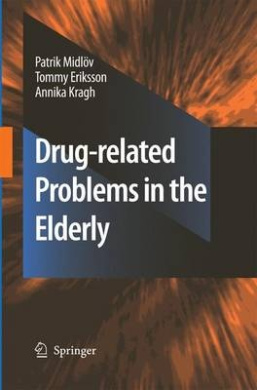 Patrik Midlöv
Tommy Eriksson
Annika Kragh
Drug-related
Problems in the
Elderly
Springer